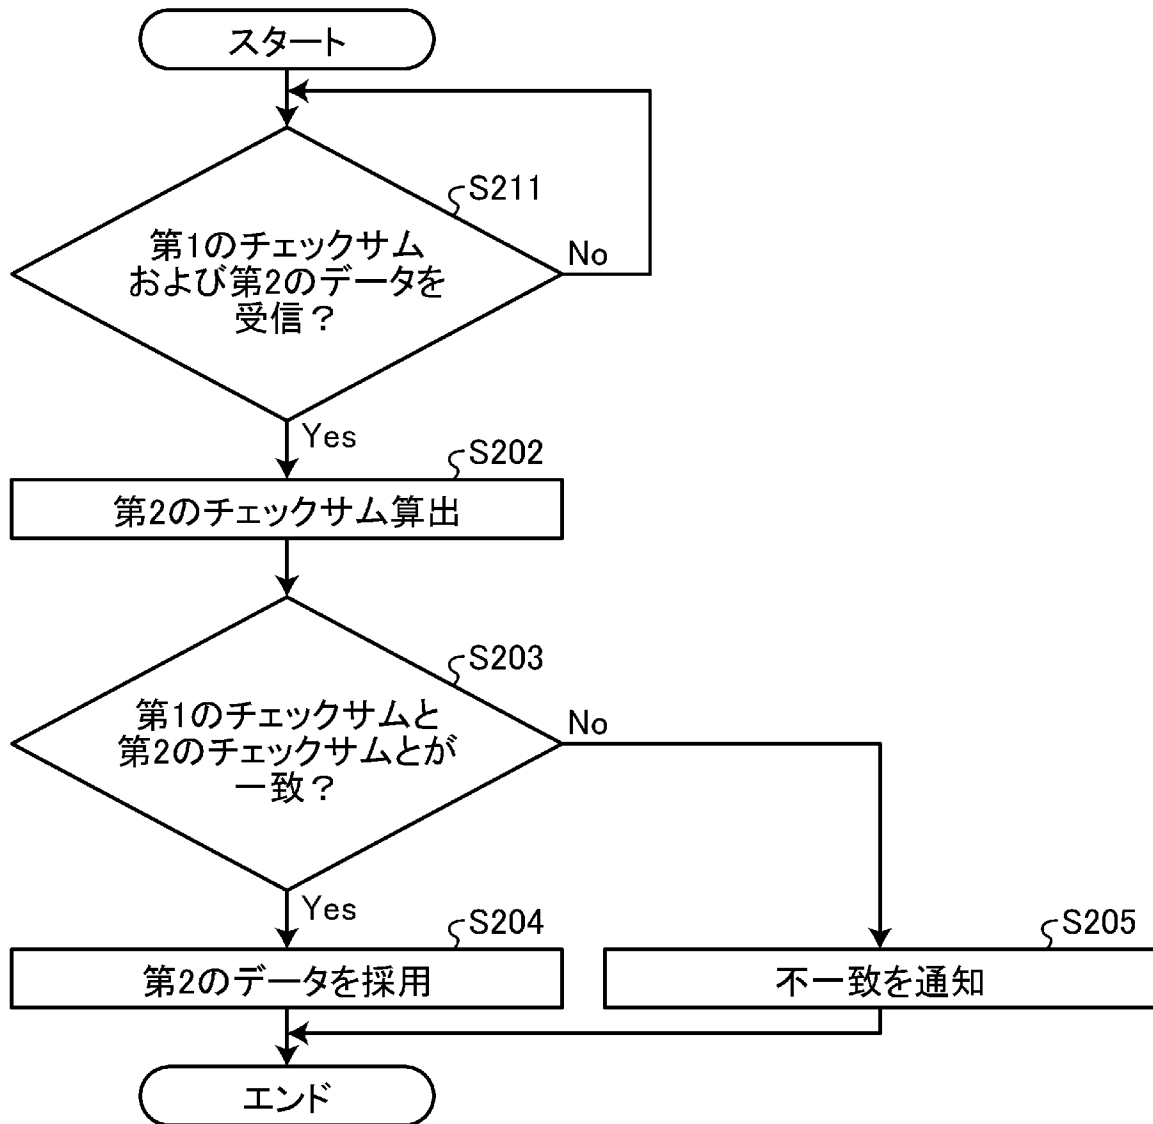 スタート
S211
第1のチェックサム
および第2のデータを
受信？
No
Yes
S202
第2のチェックサム算出
S203
第1のチェックサムと
第2のチェックサムとが
一致？
No
Yes
S204
第2のデータを採用
S205
不一致を通知
エンド